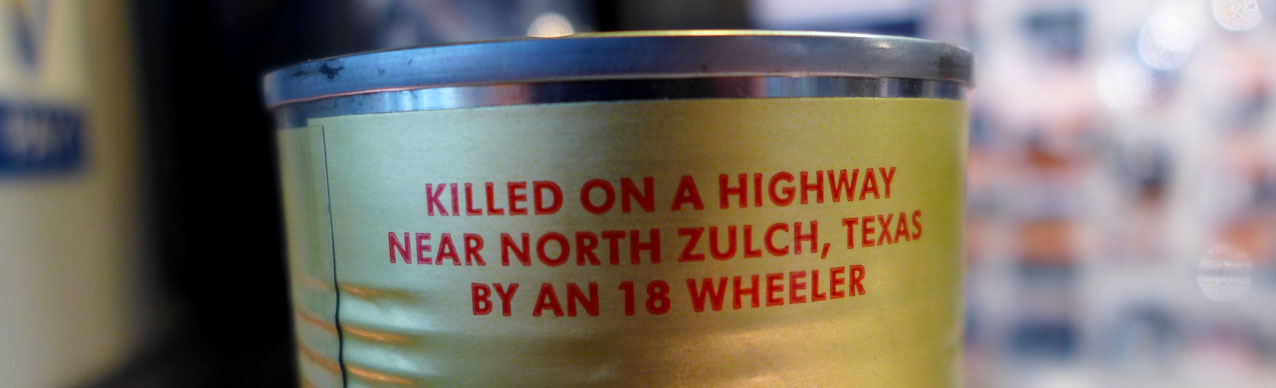 KILLED ON A HIGHWAY
NEAR NORTH ZULCH, TEXAS
BY AN 18 WHEELER